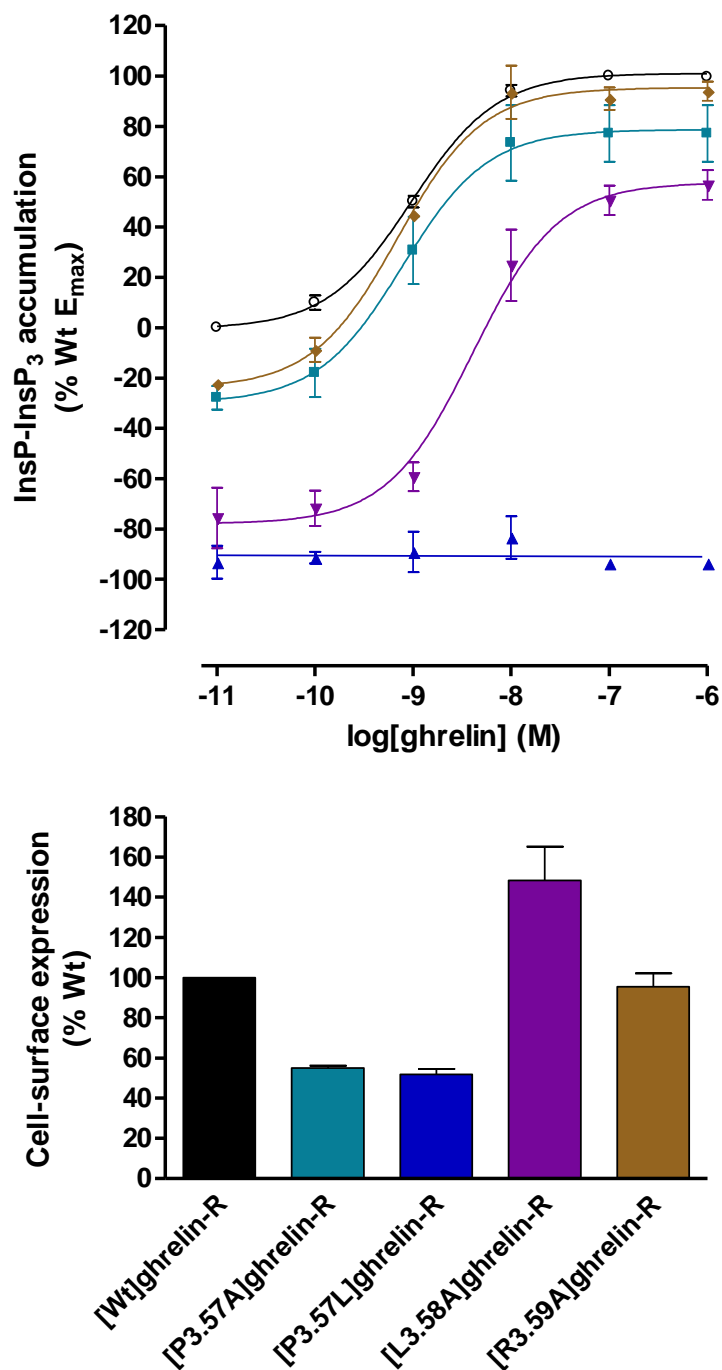 InsP-InsP3 accumulation
(% Wt Emax)
120
100
80
60
40
20
0
-20
-40
-60
-80
-100
-120
-11 -10 -9 -8 -7 -6
log[ghrelin] (M)
Cell-surface expression
(% Wt)
180
160
140
120
100
80
60
40
20
0
[Wt]ghrelin-R
[P3.57A]ghrelin-R
[P3.57L]ghrelin-R
[L3.58A]ghrelin-R
[R3.59A]ghrelin-R